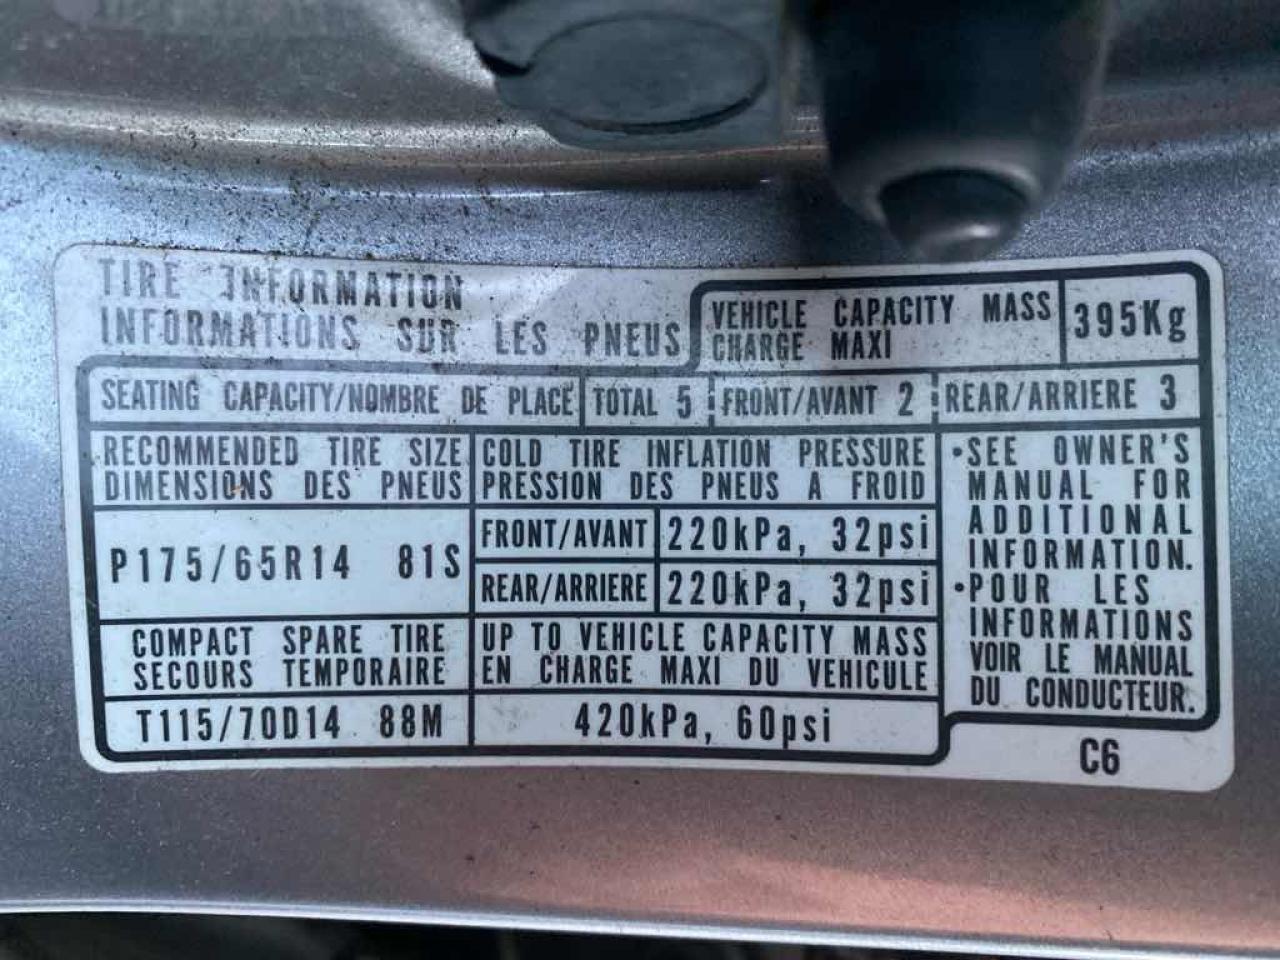 TIRE INFORMATION
INFORMATIONS SUR LES PNEUS
VEHICLE CAPACITY MASS
CHARGE MAXI
395Kg
SEATING CAPACITY/NOMBRE DE PLACE
TOTAL 5
FRONT/AVANT 2
REAR/ARRIERE 3
RECOMMENDED TIRE SIZE
DIMENSIONS DES PNEUS
COLD TIRE INFLATION PRESSURE
PRESSION DES PNEUS A FROID
P175/65R14 81S
FRONT/AVANT
220kPa, 32psi
REAR/ARRIERE
220kPa, 32psi
COMPACT SPARE TIRE
SECOURS TEMPORAIRE
UP TO VEHICLE CAPACITY MASS
EN CHARGE MAXI DU VEHICULE
T115/70D14 88M
420kPa, 60psi
•SEE OWNER'S
MANUAL FOR
ADDITIONAL
INFORMATION.
•POUR LES
INFORMATIONS
VOIR LE MANUAL
DU CONDUCTEUR.
C6